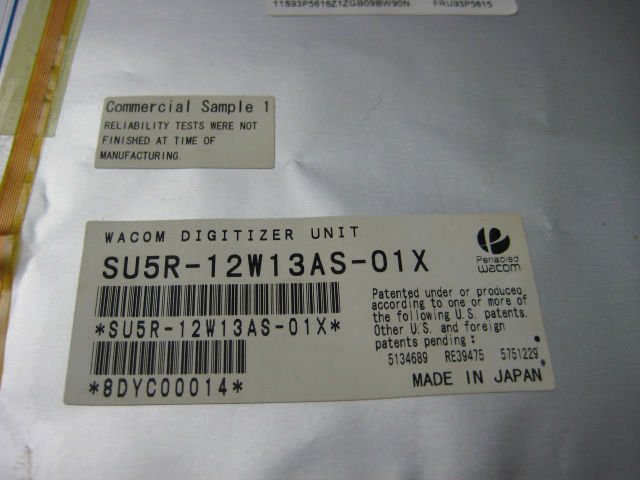 11S93P5616Z1ZGB09BW90N FRU93P5615
Commercial Sample 1
RELIABILITY TESTS WERE NOT
FINISHED AT TIME OF
MANUFACTURING.
WACOM DIGITIZER UNIT
SU5R-12W13AS-01X
*SU5R-12W13AS-01X*
*8DYC00014*
Penabled
wacom
Patented under or produced
according to one or more of
the following U.S. patents.
Other U.S. and foreign
patents pending:
5134689 RE39475 5751229
MADE IN JAPAN